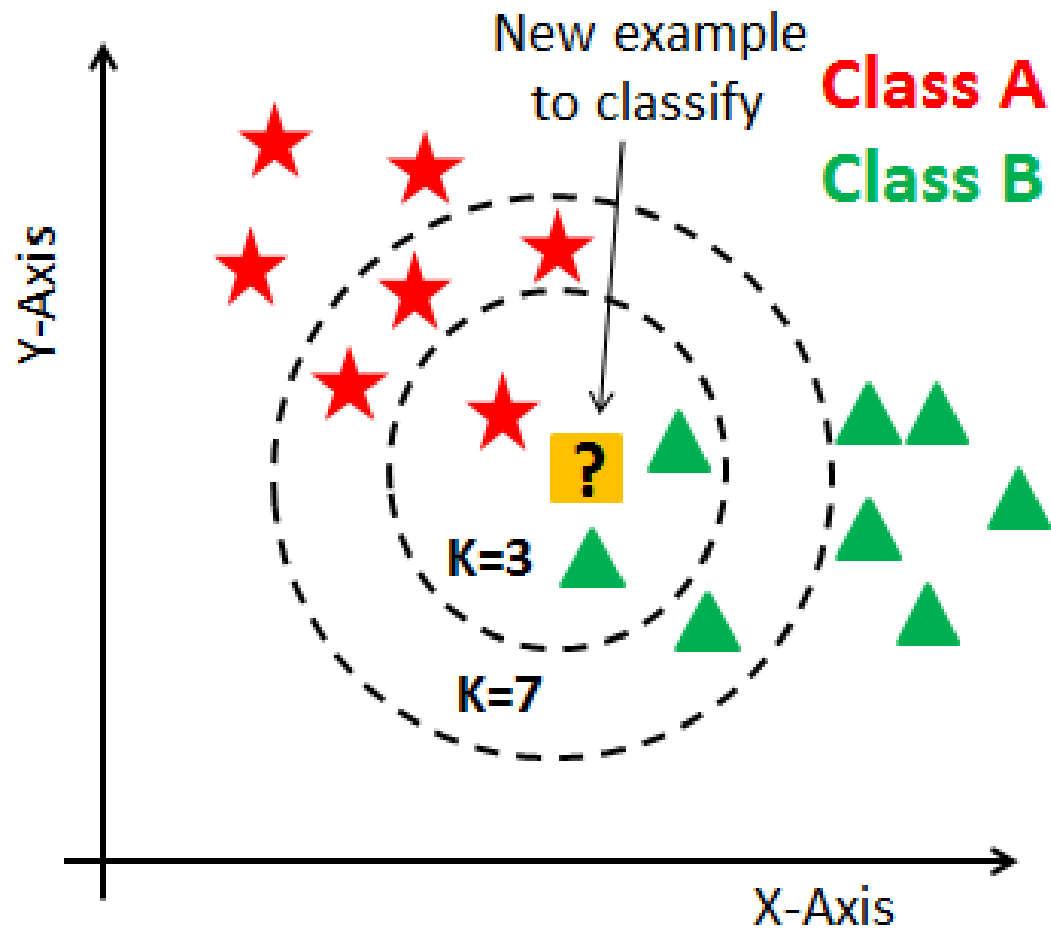 New example
to classify
Class A
Class B
Y-Axis
?
K=3
K=7
X-Axis